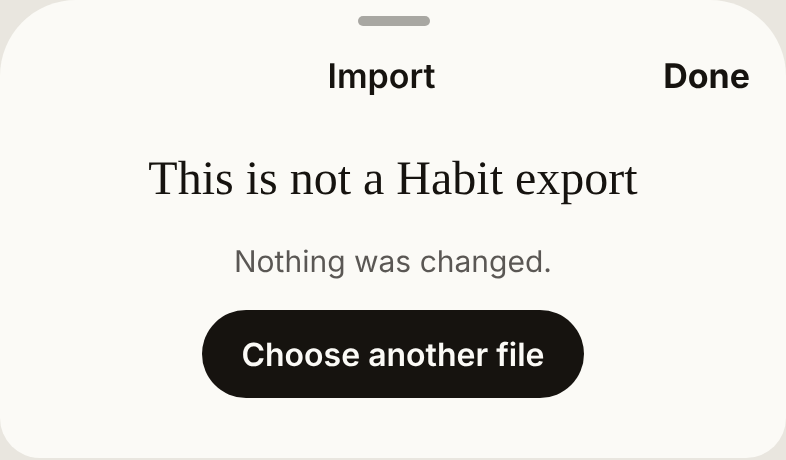 Import
Done
This is not a Habit export
Nothing was changed.
Choose another file